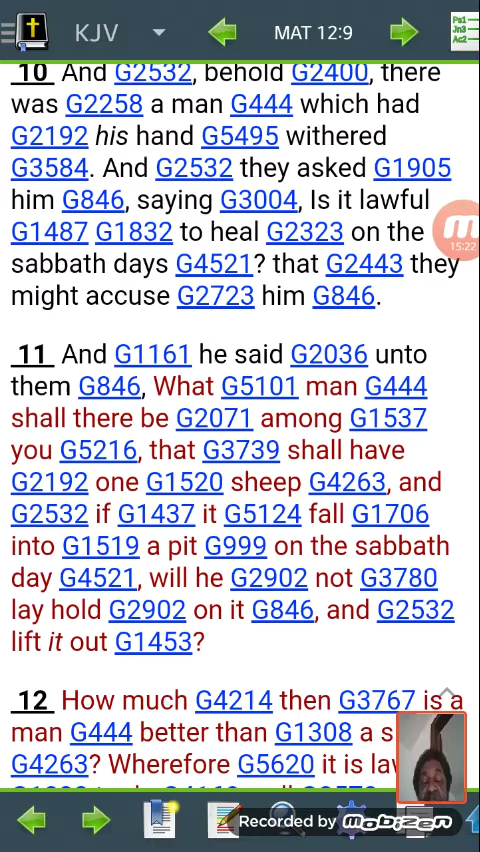 KJV
MAT 12:9
Ps1
Jn3
Ac2
10 And G2532, behold G2400, there
was G2258 a man G444 which had
G2192 his hand G5495 withered
G3584. And G2532 they asked G1905
him G846, saying G3004, Is it lawful
G1487 G1832 to heal G2323 on the
15:22
sabbath days G4521? that G2443 they
might accuse G2723 him G846.
11 And G1161 he said G2036 unto
them G846, What G5101 man G444
shall there be G2071 among G1537
you G5216, that G3739 shall have
G2192 one G1520 sheep G4263, and
G2532 if G1437 it G5124 fall G1706
into G1519 a pit G999 on the sabbath
day G4521, will he G2902 not G3780
lay hold G2902 on it G846, and G2532
lift it out G1453?
12 How much G4214 then G3767 is a
man G444 better than G1308 a s
G4263? Wherefore G5620 it is la
Recorded by mobizen